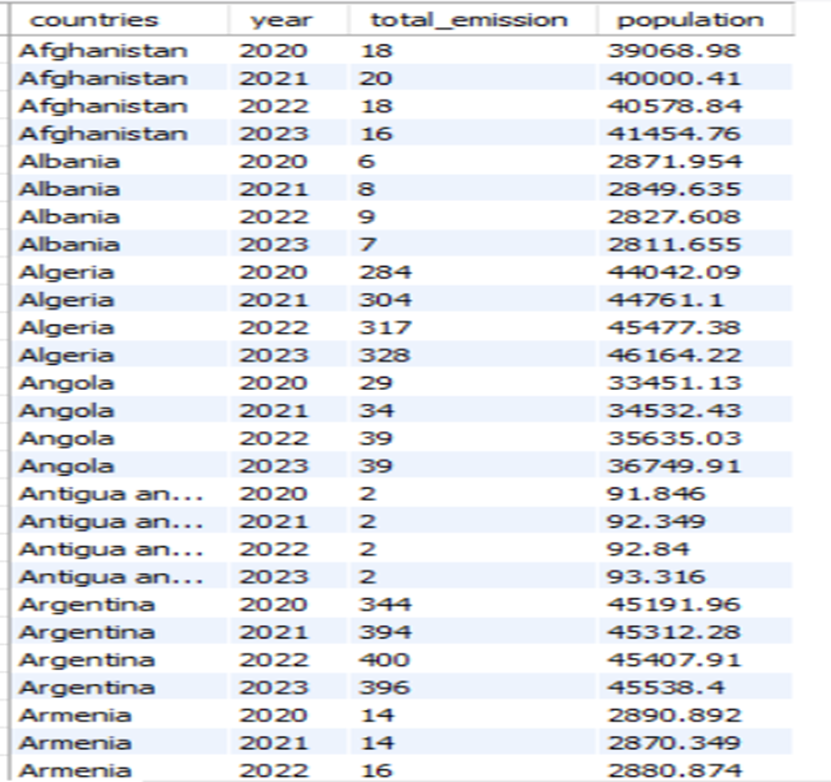 countries year total_emission population
Afghanistan 2020 18 39068.98
Afghanistan 2021 20 40000.41
Afghanistan 2022 18 40578.84
Afghanistan 2023 16 41454.76
Albania 2020 6 2871.954
Albania 2021 8 2849.635
Albania 2022 9 2827.608
Albania 2023 7 2811.655
Algeria 2020 284 44042.09
Algeria 2021 304 44761.1
Algeria 2022 317 45477.38
Algeria 2023 328 46164.22
Angola 2020 29 33451.13
Angola 2021 34 34532.43
Angola 2022 39 35635.03
Angola 2023 39 36749.91
Antigua an... 2020 2 91.846
Antigua an... 2021 2 92.349
Antigua an... 2022 2 92.84
Antigua an... 2023 2 93.316
Argentina 2020 344 45191.96
Argentina 2021 394 45312.28
Argentina 2022 400 45407.91
Argentina 2023 396 45538.4
Armenia 2020 14 2890.892
Armenia 2021 14 2870.349
Armenia 2022 16 2880.874